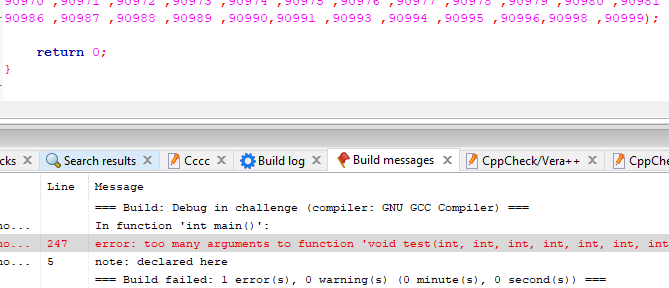 90970 ,90971 ,90972 ,90973 ,90974 ,90975 ,90976 ,90977 ,90978 ,90979 ,90980 ,90981 ,
90986 ,90987 ,90988 ,90989 ,90990,90991 ,90993 ,90994 ,90995 ,90996,90998 ,90999);
return 0;
}
cks X Search results X Cccc X Build log X Build messages X CppCheck/Vera++ X CppChe
Line Message
=== Build: Debug in challenge (compiler: GNU GCC Compiler) ===
no... In function 'int main()':
no... 247 error: too many arguments to function 'void test(int, int, int, int, int, int, int
no... 5 note: declared here
=== Build failed: 1 error(s), 0 warning(s) (0 minute(s), 0 second(s)) ===